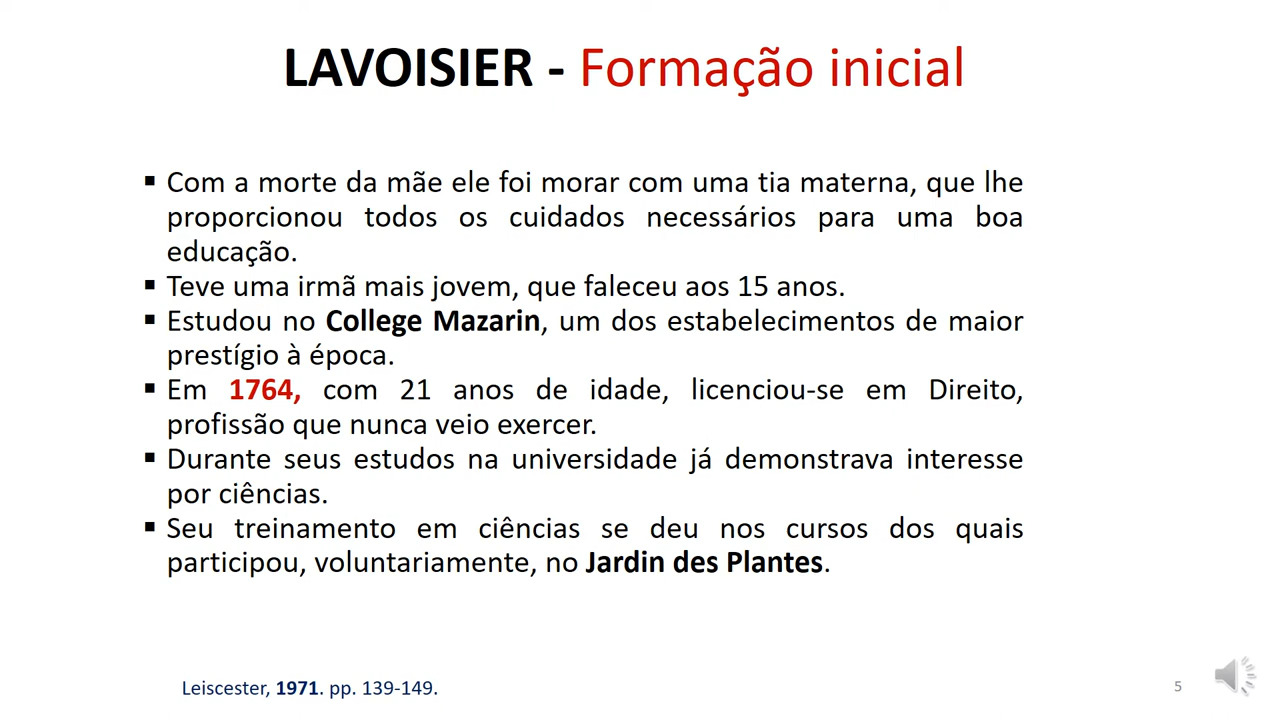 LAVOISIER - Formação inicial
▪ Com a morte da mãe ele foi morar com uma tia materna, que lhe
proporcionou todos os cuidados necessários para uma boa
educação.
▪ Teve uma irmã mais jovem, que faleceu aos 15 anos.
▪ Estudou no College Mazarin, um dos estabelecimentos de maior
prestígio à época.
▪ Em 1764, com 21 anos de idade, licenciou-se em Direito,
profissão que nunca veio exercer.
▪ Durante seus estudos na universidade já demonstrava interesse
por ciências.
▪ Seu treinamento em ciências se deu nos cursos dos quais
participou, voluntariamente, no Jardin des Plantes.
Leiscester, 1971. pp. 139-149.
5